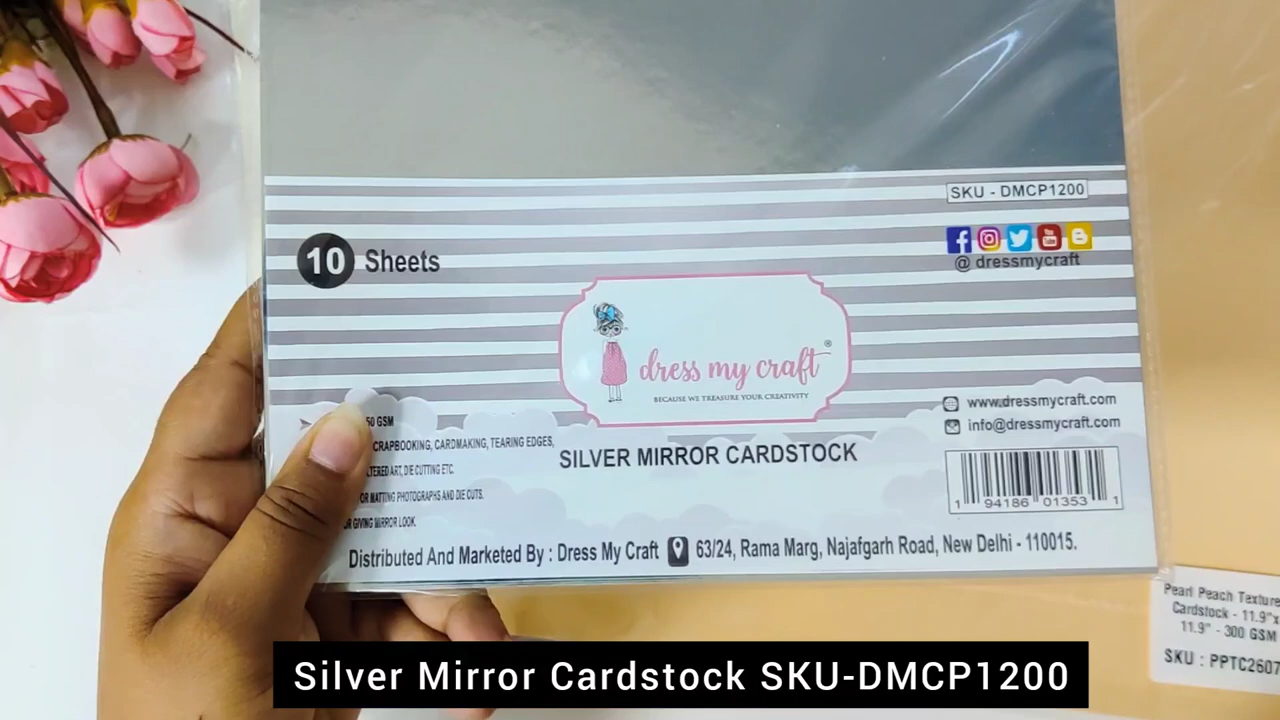 SKU - DMCP1200
10 Sheets
@ dressmycraft
dress my craft®
BECAUSE WE TREASURE YOUR CREATIVITY
www.dressmycraft.com
info@dressmycraft.com
50 GSM
CRAPBOOKING, CARDMAKING, TEARING EDGES,
LTERED ART, DIE CUTTING ETC.
OR MATTING PHOTOGRAPHS AND DIE CUTS.
OR GIVING MIRROR LOOK.
SILVER MIRROR CARDSTOCK
1 94186 01353 1
Distributed And Marketed By : Dress My Craft 63/24, Rama Marg, Najafgarh Road, New Delhi - 110015.
Pearl Peach Texture
Cardstock - 11.9"x
11.9" - 300 GSM
SKU : PPTC2607
Silver Mirror Cardstock SKU-DMCP1200